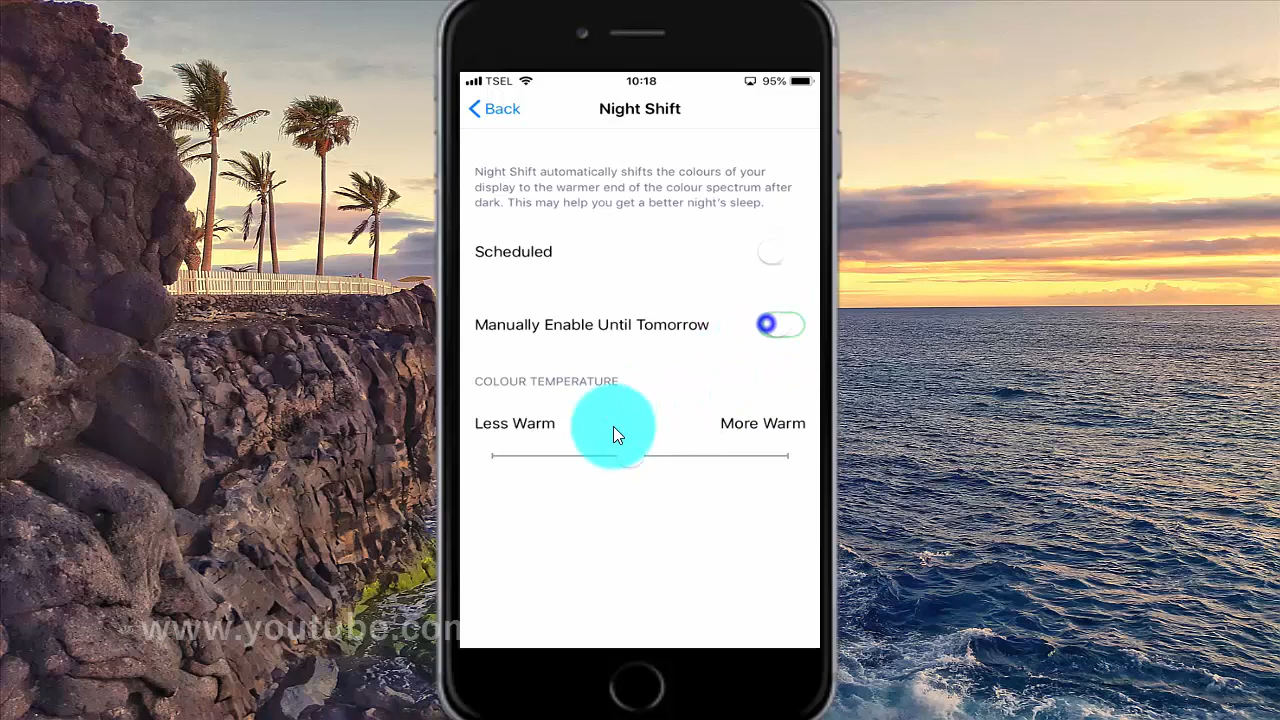 TSEL 10:18 95%
Back Night Shift
Night Shift automatically shifts the colours of your
display to the warmer end of the colour spectrum after
dark. This may help you get a better night's sleep.
Scheduled
Manually Enable Until Tomorrow
COLOUR TEMPERATURE
Less Warm More Warm
www.youtube.com